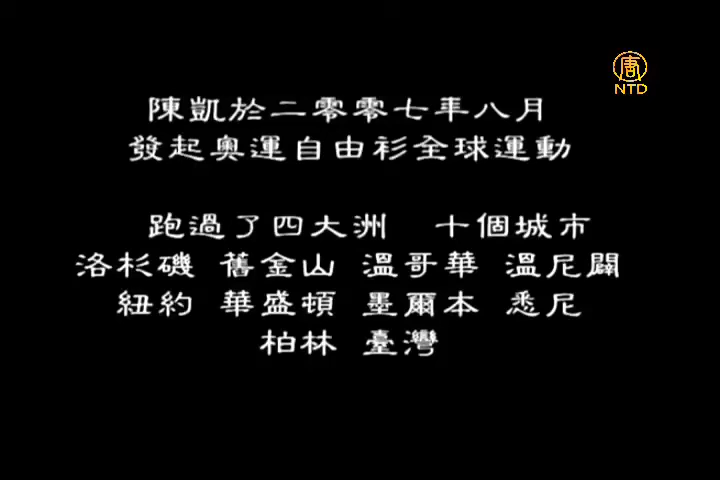 唐
NTD
陳凱於二零零七年八月
發起奧運自由衫全球運動
跑過了四大洲 十個城市
洛杉磯 舊金山 溫哥華 溫尼闢
紐約 華盛頓 墨爾本 悉尼
柏林 臺灣